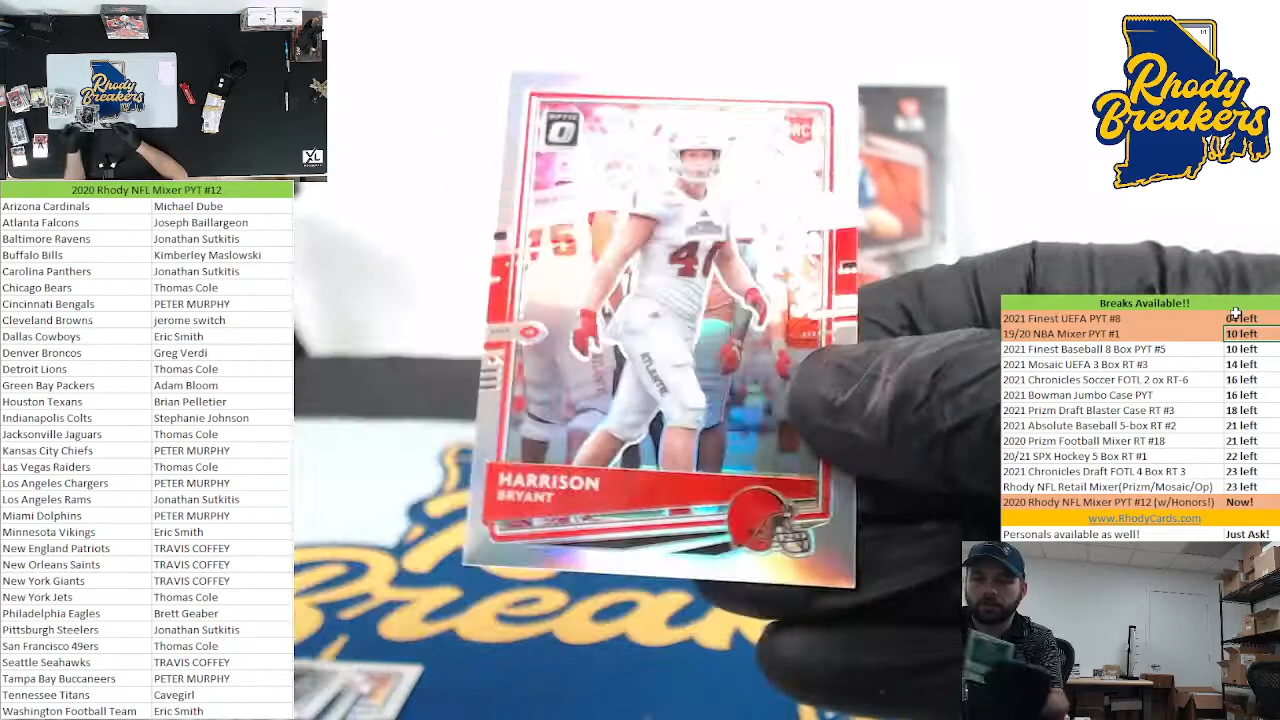 2020 Rhody NFL Mixer PYT #12
Arizona Cardinals Michael Dube
Atlanta Falcons Joseph Baillargeon
Baltimore Ravens Jonathan Sutkitis
Buffalo Bills Kimberley Maslowski
Carolina Panthers Jonathan Sutkitis
Chicago Bears Thomas Cole
Cincinnati Bengals PETER MURPHY
Cleveland Browns jerome switch
Dallas Cowboys Eric Smith
Denver Broncos Greg Verdi
Detroit Lions Thomas Cole
Green Bay Packers Adam Bloom
Houston Texans Brian Pelletier
Indianapolis Colts Stephanie Johnson
Jacksonville Jaguars Thomas Cole
Kansas City Chiefs PETER MURPHY
Las Vegas Raiders Thomas Cole
Los Angeles Chargers PETER MURPHY
Los Angeles Rams Jonathan Sutkitis
Miami Dolphins PETER MURPHY
Minnesota Vikings Eric Smith
New England Patriots TRAVIS COFFEY
New Orleans Saints TRAVIS COFFEY
New York Giants TRAVIS COFFEY
New York Jets Thomas Cole
Philadelphia Eagles Brett Geaber
Pittsburgh Steelers Jonathan Sutkitis
San Francisco 49ers Thomas Cole
Seattle Seahawks TRAVIS COFFEY
Tampa Bay Buccaneers PETER MURPHY
Tennessee Titans Cavegirl
Washington Football Team Eric Smith
Rhody
Breakers
XL
OPTIC
RC
ATLANTIC
HARRISON
BRYANT
Breake
Rhody
Breakers
Breaks Available!!
2021 Finest UEFA PYT #8 left
19/20 NBA Mixer PYT #1 10 left
2021 Finest Baseball 8 Box PYT #5 10 left
2021 Mosaic UEFA 3 Box RT #3 14 left
2021 Chronicles Soccer FOTL 2 ox RT-6 16 left
2021 Bowman Jumbo Case PYT 16 left
2021 Prizm Draft Blaster Case RT #3 18 left
2021 Absolute Baseball 5-box RT #2 21 left
2020 Prizm Football Mixer RT #18 21 left
20/21 SPX Hockey 5 Box RT #1 22 left
2021 Chronicles Draft FOTL 4 Box RT 3 23 left
Rhody NFL Retail Mixer(Prizm/Mosaic/Op) 23 left
2020 Rhody NFL Mixer PYT #12 (w/Honors!) Now!
www.RhodyCards.com
Personals available as well! Just Ask!